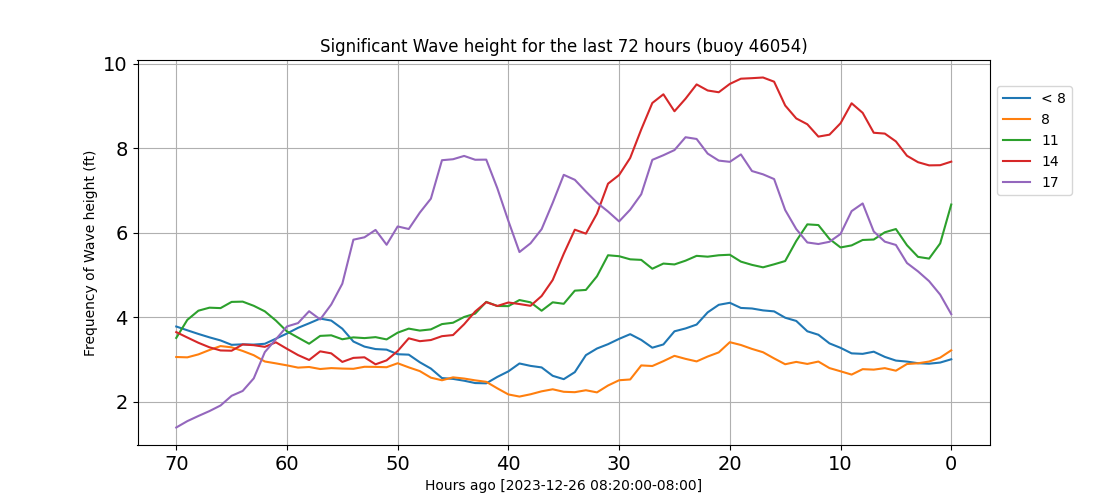 Significant Wave height for the last 72 hours (buoy 46054)
Frequency of Wave height (ft)
10
8
6
4
2
70 60 50 40 30 20 10 0
Hours ago [2023-12-26 08:20:00-08:00]
< 8
8
11
14
17